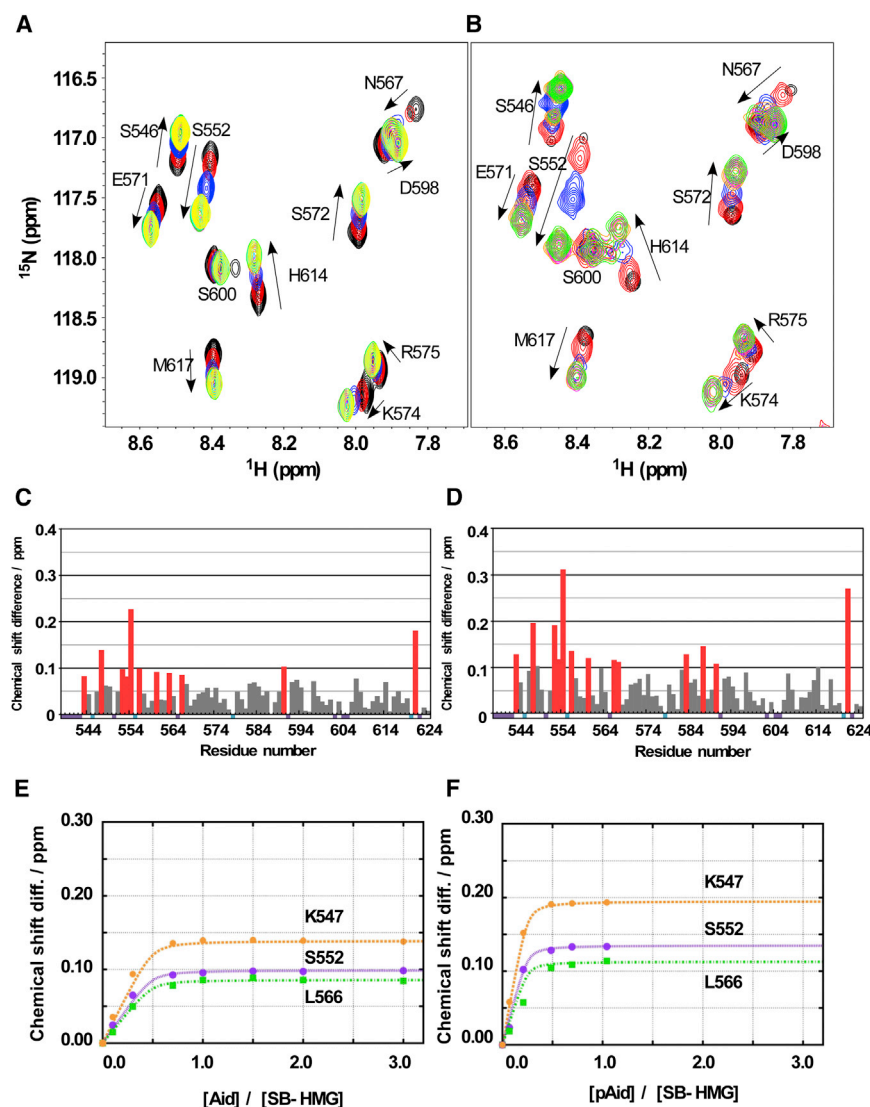 A
B
116.5
117.0
117.5
118.0
118.5
119.0
15N (ppm)
N567
S546
S552
E571
D598
S572
S600
H614
M617
R575
K574
8.6 8.4 8.2 8.0 7.8
1H (ppm)
N567
S546
S552
D598
E571
S572
H614
S600
M617
R575
K574
8.6 8.4 8.2 8.0 7.8
1H (ppm)
C
D
Chemical shift difference / ppm
0.4
0.3
0.2
0.1
0
544 554 564 574 584 594 604 614 624
Residue number
Chemical shift difference / ppm
0.4
0.3
0.2
0.1
0
544 554 564 574 584 594 604 614 624
Residue number
E
F
Chemical shift diff. / ppm
0.30
0.20
0.10
0.00
K547
S552
L566
0.0 1.0 2.0 3.0
[Aid] / [SB-HMG]
Chemical shift diff. / ppm
0.30
0.20
0.10
0.00
K547
S552
L566
0.0 1.0 2.0 3.0
[pAid] / [SB-HMG]